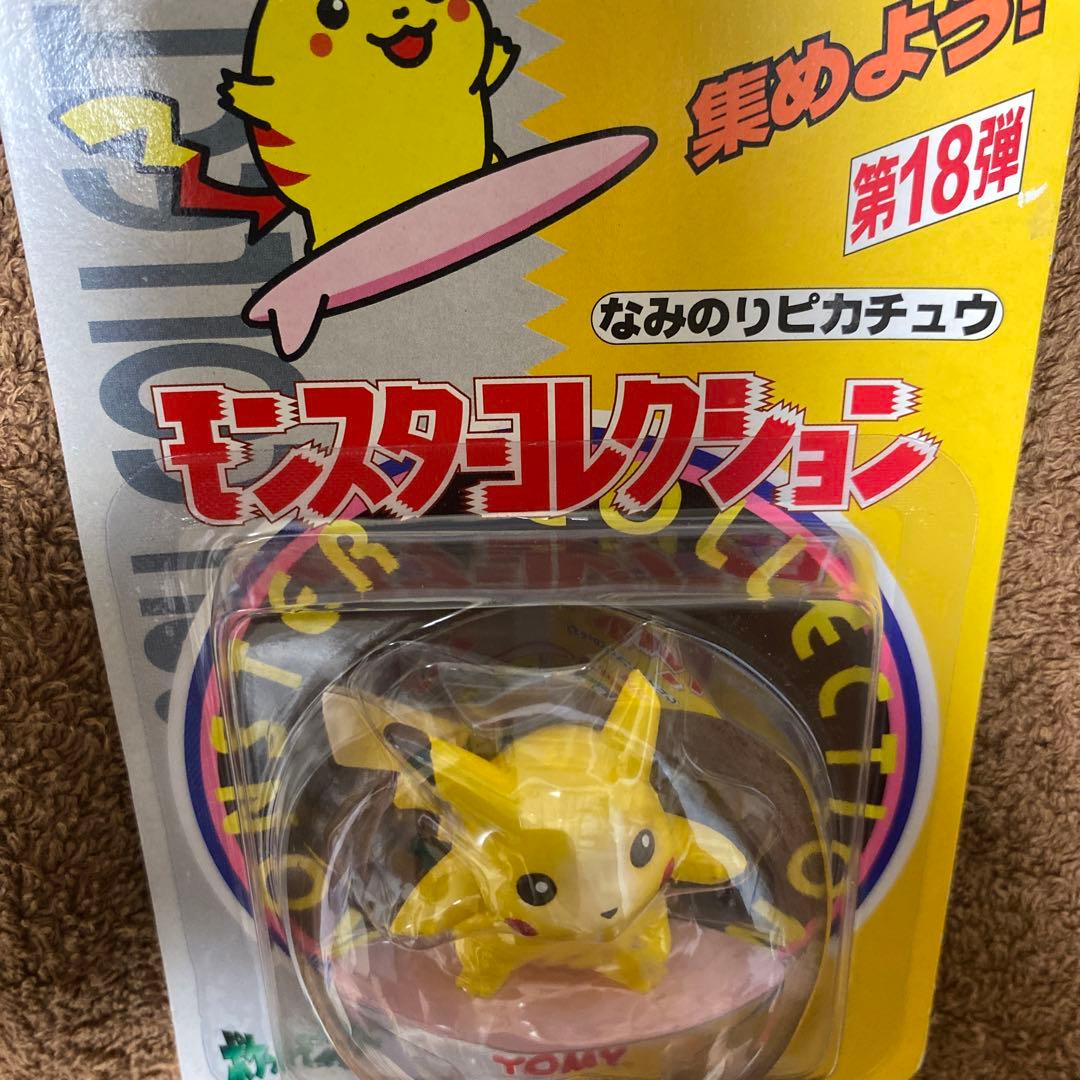 集めよう!
第18弾
なみのりピカチュウ
モンスターコレクション
MONSTER COLLECTION
TOMY